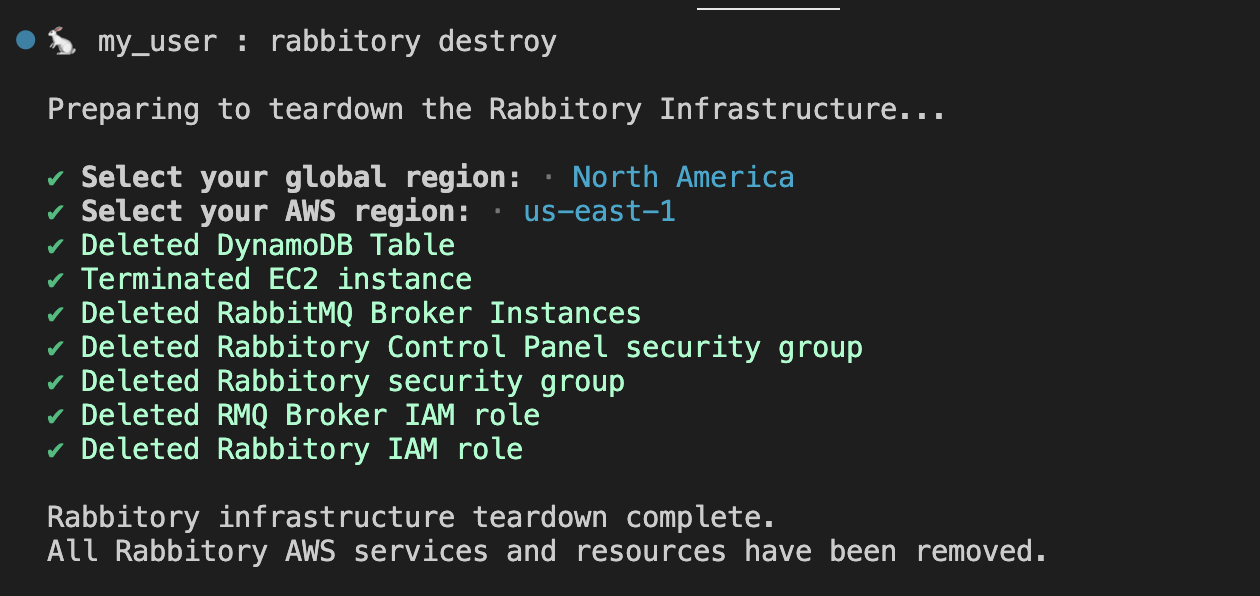 🐇 my_user : rabbitory destroy
Preparing to teardown the Rabbitory Infrastructure...
✔ Select your global region: · North America
✔ Select your AWS region: · us-east-1
✔ Deleted DynamoDB Table
✔ Terminated EC2 instance
✔ Deleted RabbitMQ Broker Instances
✔ Deleted Rabbitory Control Panel security group
✔ Deleted Rabbitory security group
✔ Deleted RMQ Broker IAM role
✔ Deleted Rabbitory IAM role
Rabbitory infrastructure teardown complete.
All Rabbitory AWS services and resources have been removed.